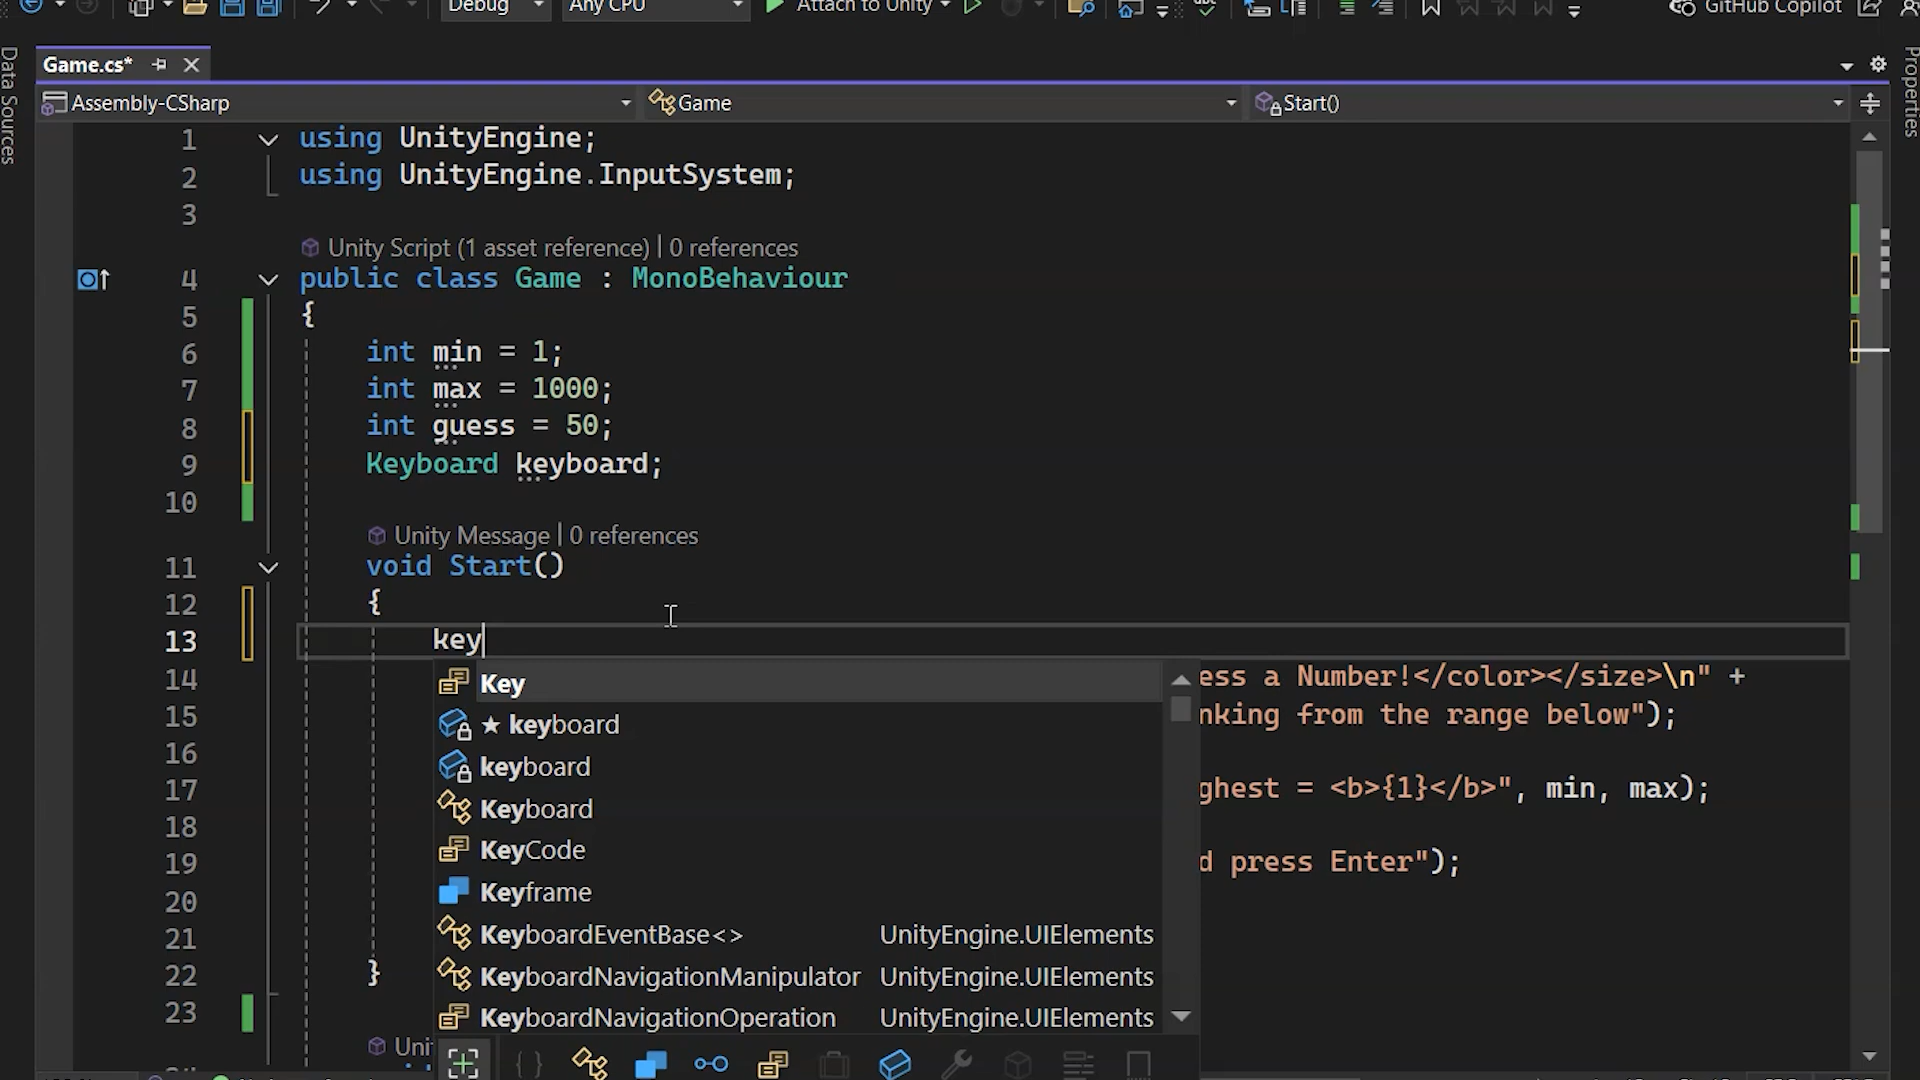 Debug Any CPU Attach to Unity GitHub Copilot
Data Sources
Game.cs*
Properties
Assembly-CSharp Game Start()
1 using UnityEngine;
2 using UnityEngine.InputSystem;
3
Unity Script (1 asset reference) | 0 references
4 public class Game : MonoBehaviour
5 {
6 int min = 1;
7 int max = 1000;
8 int guess = 50;
9 Keyboard keyboard;
10
Unity Message | 0 references
11 void Start()
12 {
13 key
14 ess a Number!</color></size>\n" +
15 nking from the range below");
16
17 ghest = <b>{1}</b>", min, max);
18
19 d press Enter");
20
21
22 }
23
Uni
Key
★ keyboard
keyboard
Keyboard
KeyCode
Keyframe
KeyboardEventBase<> UnityEngine.UIElements
KeyboardNavigationManipulator UnityEngine.UIElements
KeyboardNavigationOperation UnityEngine.UIElements